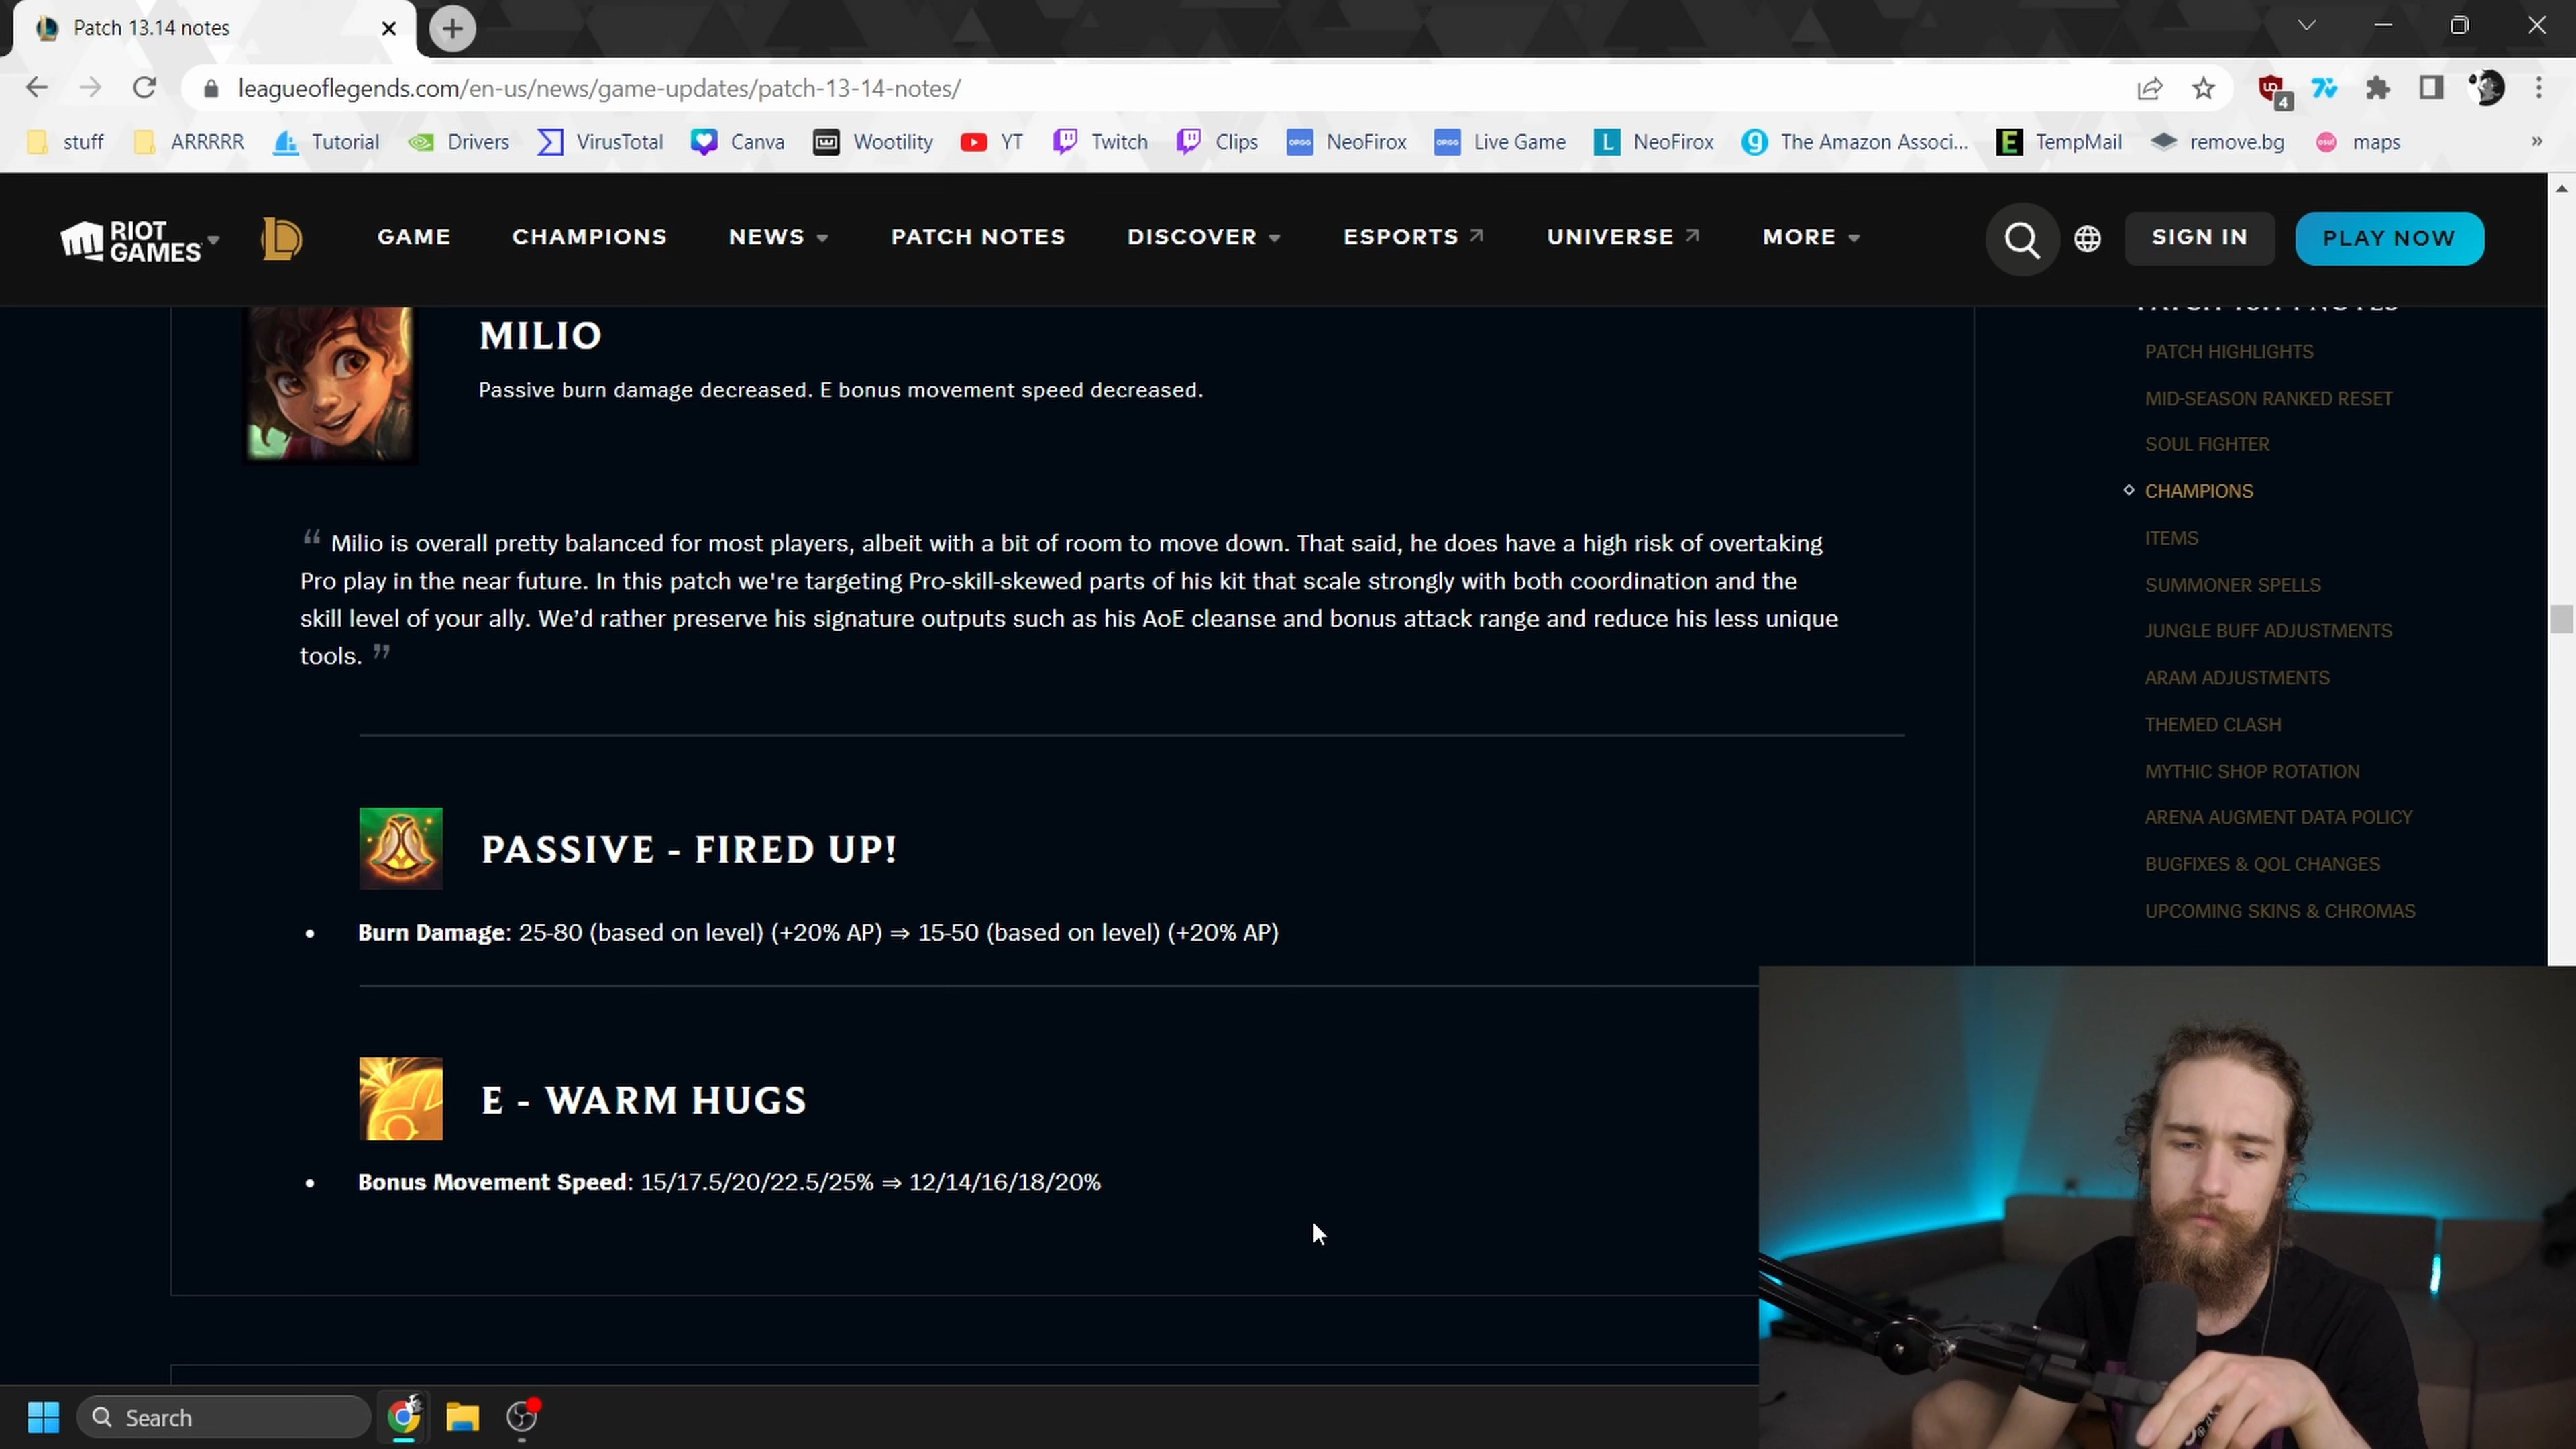 Patch 13.14 notes
leagueoflegends.com/en-us/news/game-updates/patch-13-14-notes/
4
stuff ARRRRR Tutorial Drivers VirusTotal Canva Wootility YT Twitch Clips OPGG NeoFirox OPGG Live Game L NeoFirox The Amazon Associ... E TempMail remove.bg osu! maps »
RIOT GAMES GAME CHAMPIONS NEWS PATCH NOTES DISCOVER ESPORTS UNIVERSE MORE SIGN IN PLAY NOW
MILIO
Passive burn damage decreased. E bonus movement speed decreased.
“ Milio is overall pretty balanced for most players, albeit with a bit of room to move down. That said, he does have a high risk of overtaking
Pro play in the near future. In this patch we're targeting Pro-skill-skewed parts of his kit that scale strongly with both coordination and the
skill level of your ally. We’d rather preserve his signature outputs such as his AoE cleanse and bonus attack range and reduce his less unique
tools. ”
PASSIVE - FIRED UP!
• Burn Damage: 25-80 (based on level) (+20% AP) ⇒ 15-50 (based on level) (+20% AP)
E - WARM HUGS
• Bonus Movement Speed: 15/17.5/20/22.5/25% ⇒ 12/14/16/18/20%
PATCH 13.14 NOTES
PATCH HIGHLIGHTS
MID-SEASON RANKED RESET
SOUL FIGHTER
CHAMPIONS
ITEMS
SUMMONER SPELLS
JUNGLE BUFF ADJUSTMENTS
ARAM ADJUSTMENTS
THEMED CLASH
MYTHIC SHOP ROTATION
ARENA AUGMENT DATA POLICY
BUGFIXES & QOL CHANGES
UPCOMING SKINS & CHROMAS
Search